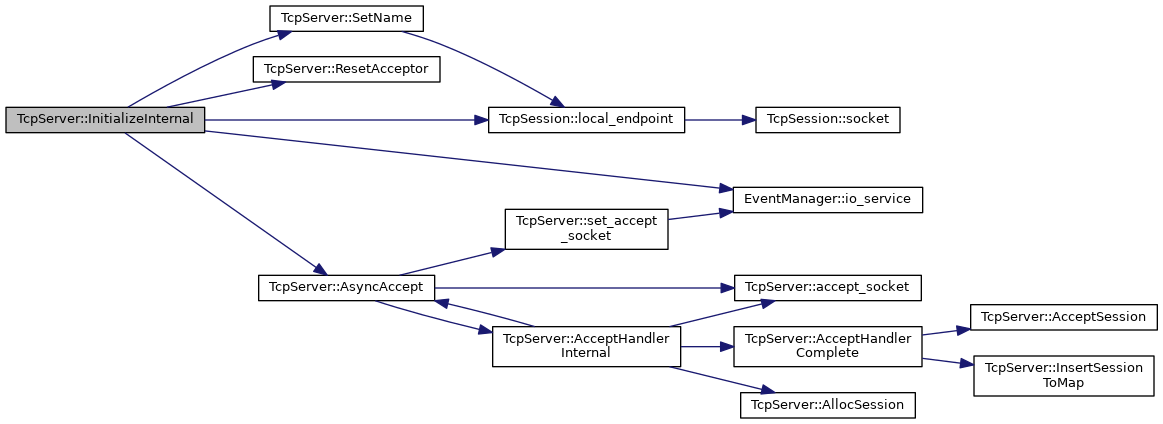 TcpServer::SetName
TcpServer::ResetAcceptor
TcpServer::InitializeInternal
TcpSession::local_endpoint
TcpSession::socket
EventManager::io_service
TcpServer::set_accept
_socket
TcpServer::AsyncAccept
TcpServer::accept_socket
TcpServer::AcceptSession
TcpServer::AcceptHandler
Internal
TcpServer::AcceptHandler
Complete
TcpServer::InsertSession
ToMap
TcpServer::AllocSession